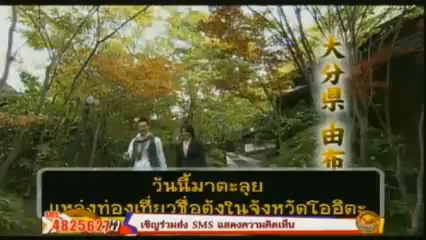 大分県 由布
วันนี้มาตะลุย
แหล่งท่องเที่ยวชื่อดังในจังหวัดโออิตะ
SMS
4825627
เชิญร่วมส่ง SMS แสดงความคิดเห็น